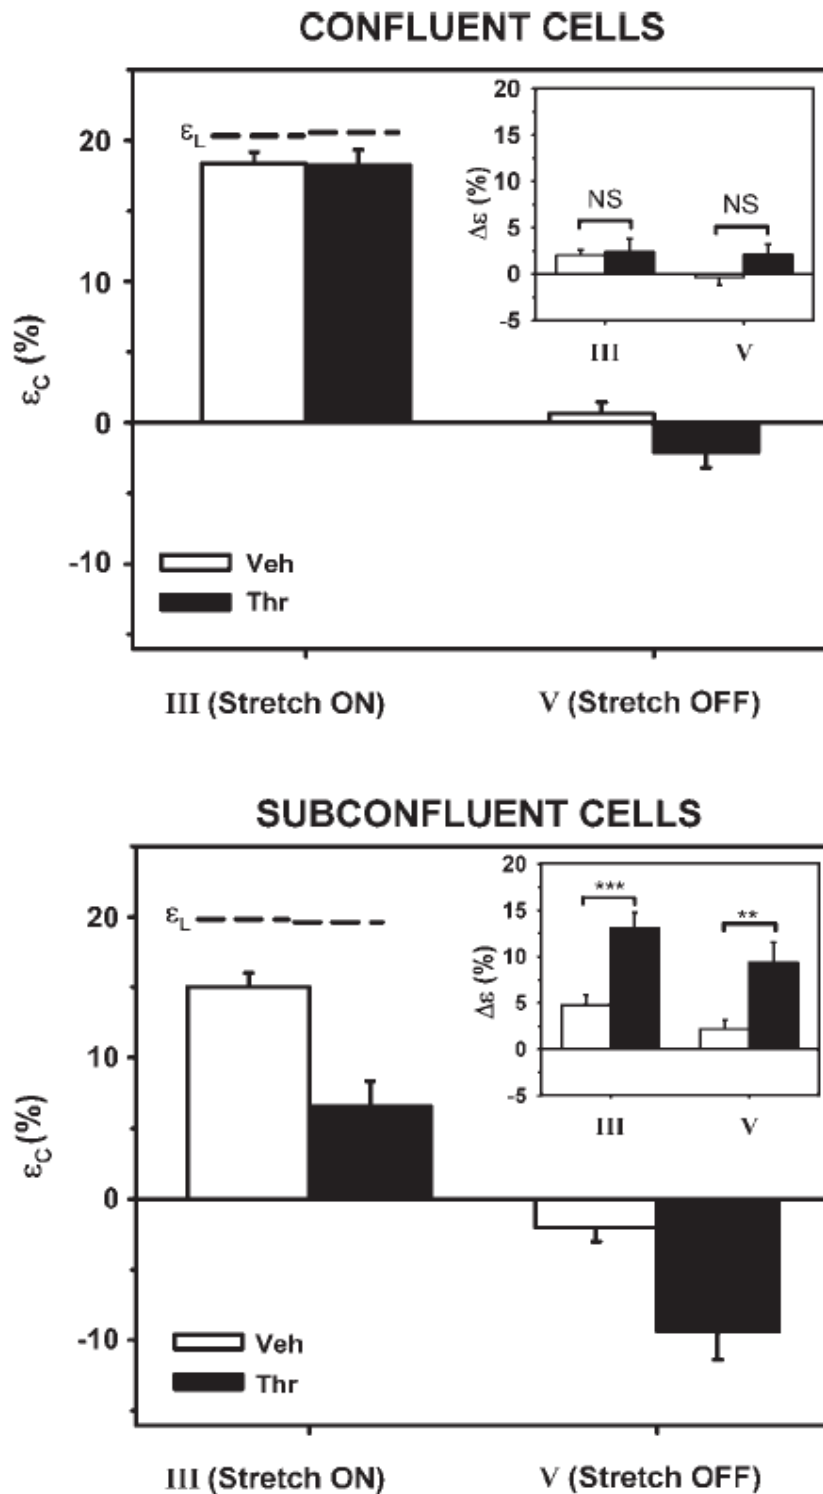 CONFLUENT CELLS
εC (%)
20
10
0
-10
εL
Δε (%)
20
15
10
5
0
-5
NS
NS
III
V
Veh
Thr
III (Stretch ON)
V (Stretch OFF)
SUBCONFLUENT CELLS
εC (%)
20
10
0
-10
εL
Δε (%)
20
15
10
5
0
-5
***
**
III
V
Veh
Thr
III (Stretch ON)
V (Stretch OFF)